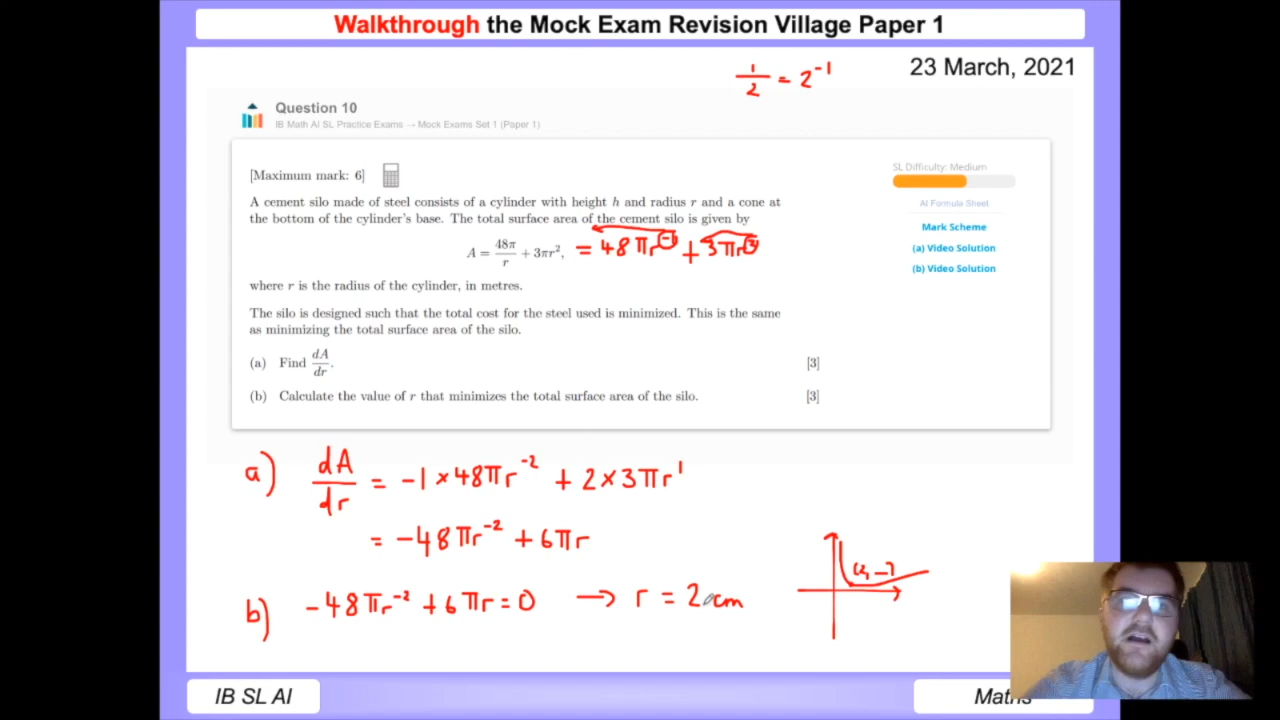 Walkthrough the Mock Exam Revision Village Paper 1
23 March, 2021
1/2 = 2⁻¹
Question 10
IB Math AI SL Practice Exams → Mock Exams Set 1 (Paper 1)
[Maximum mark: 6]
SL Difficulty: Medium
AI Formula Sheet
Mark Scheme
(a) Video Solution
(b) Video Solution
A cement silo made of steel consists of a cylinder with height h and radius r and a cone at
the bottom of the cylinder's base. The total surface area of the cement silo is given by
A = 48π/r + 3πr², = 48πr⁻¹ + 3πr²
where r is the radius of the cylinder, in metres.
The silo is designed such that the total cost for the steel used is minimized. This is the same
as minimizing the total surface area of the silo.
(a) Find dA/dr. [3]
(b) Calculate the value of r that minimizes the total surface area of the silo. [3]
a) dA/dr = -1 × 48πr⁻² + 2 × 3πr¹
= -48πr⁻² + 6πr
b) -48πr⁻² + 6πr = 0 → r = 2 cm
IB SL AI
Maths